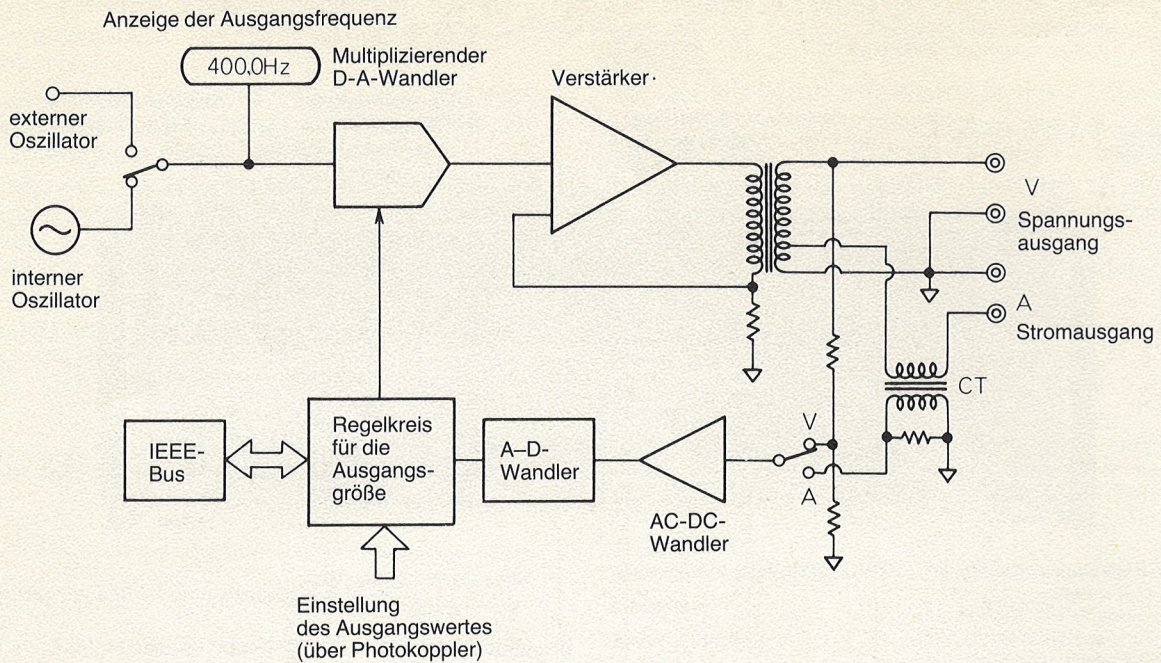 Anzeige der Ausgangsfrequenz
400,0Hz
Multiplizierender
D-A-Wandler
Verstärker
externer
Oszillator
interner
Oszillator
V
Spannungs-
ausgang
A
Stromausgang
CT
IEEE-
Bus
Regelkreis
für die
Ausgangs-
größe
A–D-
Wandler
AC-DC-
Wandler
V
A
Einstellung
des Ausgangswertes
(über Photokoppler)